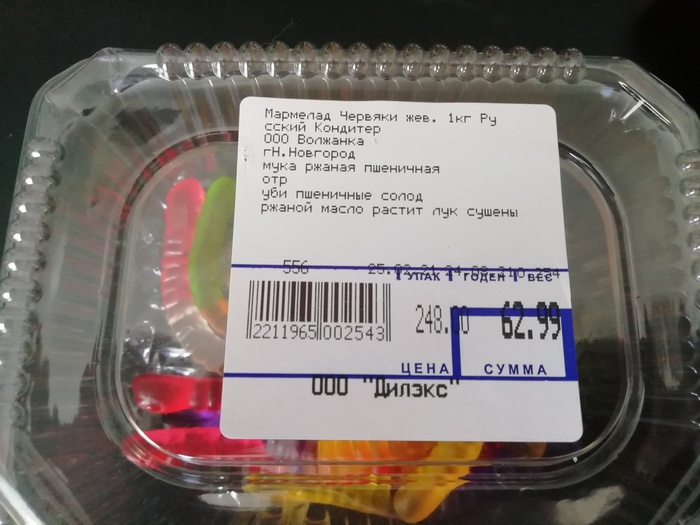 Мармелад Червяки жев. 1кг Ру
сский Кондитер
ООО Волжанка
гН.Новгород
мука ржаная пшеничная
отр
уби пшеничные солод
ржаной масло растит лук сушены
556
УПАК ГОДЕН ВЕС
2211965 002543
248.00 62.99
ЦЕНА СУММА
ООО "Дилэкс"